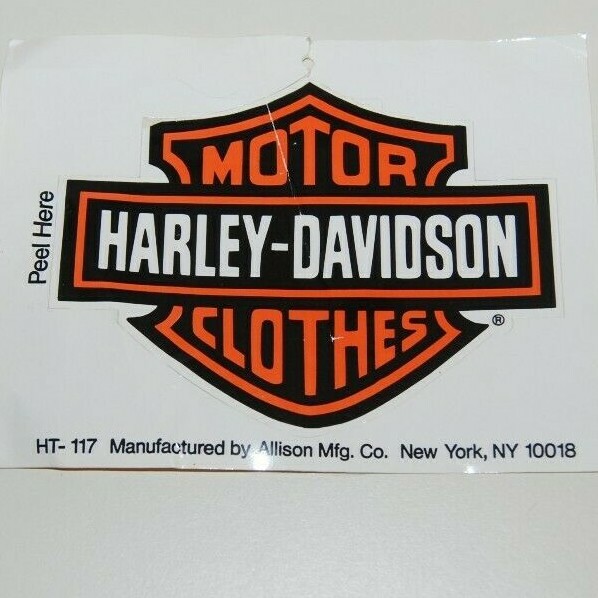 MOTOR
HARLEY-DAVIDSON
CLOTHES
®
Peel Here
HT- 117 Manufactured by Allison Mfg. Co. New York, NY 10018